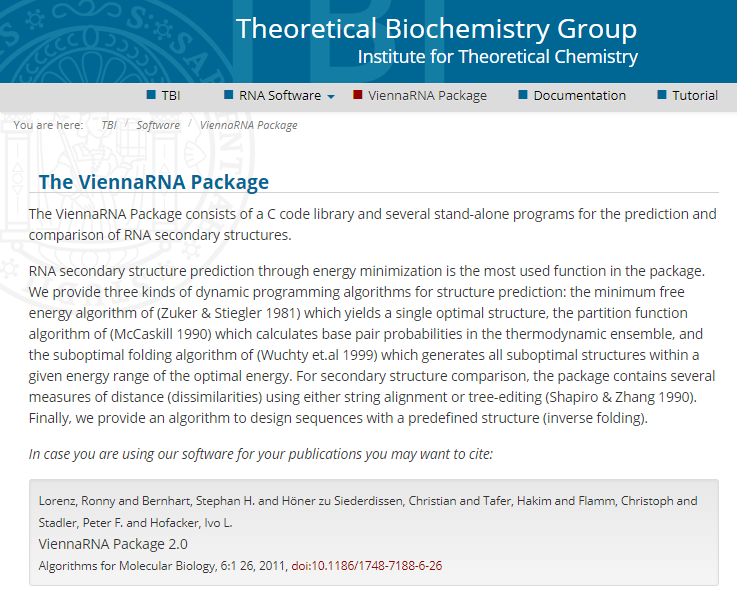 Theoretical Biochemistry Group
Institute for Theoretical Chemistry
TBI RNA Software ViennaRNA Package Documentation Tutorial
You are here: TBI / Software / ViennaRNA Package
The ViennaRNA Package
The ViennaRNA Package consists of a C code library and several stand-alone programs for the prediction and
comparison of RNA secondary structures.
RNA secondary structure prediction through energy minimization is the most used function in the package.
We provide three kinds of dynamic programming algorithms for structure prediction: the minimum free
energy algorithm of (Zuker & Stiegler 1981) which yields a single optimal structure, the partition function
algorithm of (McCaskill 1990) which calculates base pair probabilities in the thermodynamic ensemble, and
the suboptimal folding algorithm of (Wuchty et.al 1999) which generates all suboptimal structures within a
given energy range of the optimal energy. For secondary structure comparison, the package contains several
measures of distance (dissimilarities) using either string alignment or tree-editing (Shapiro & Zhang 1990).
Finally, we provide an algorithm to design sequences with a predefined structure (inverse folding).
In case you are using our software for your publications you may want to cite:
Lorenz, Ronny and Bernhart, Stephan H. and Höner zu Siederdissen, Christian and Tafer, Hakim and Flamm, Christoph and
Stadler, Peter F. and Hofacker, Ivo L.
ViennaRNA Package 2.0
Algorithms for Molecular Biology, 6:1 26, 2011, doi:10.1186/1748-7188-6-26